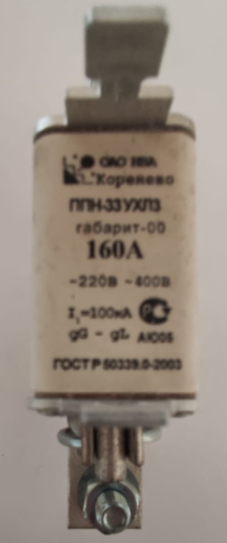 ОАО НВА
Кореневo
ППН-33 УХЛ3
габарит-00
160А
~220В ~400В
I₁=100кА
gG - gL АЮ05
ГОСТ Р 50339.0-2003